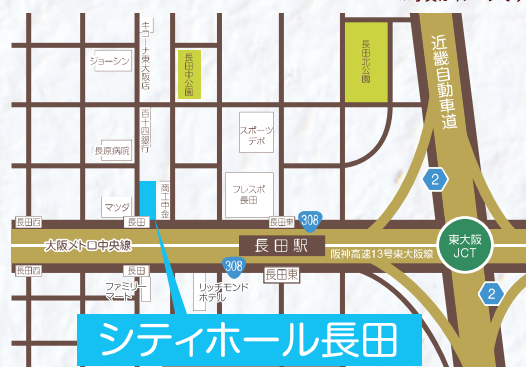 キコーナ東大阪店
ジョーシン
長田中公園
長田北公園
近畿自動車道
百十四銀行
スポーツ
デポ
長原病院
フレスポ
長田
商工中金
マツダ
2
長田西
長田
長田東
308
大阪メトロ中央線
長田駅
阪神高速13号東大阪線
東大阪
JCT
長田西
長田
308
長田東
ファミリー
マート
リッチモンド
ホテル
2
シティホール長田